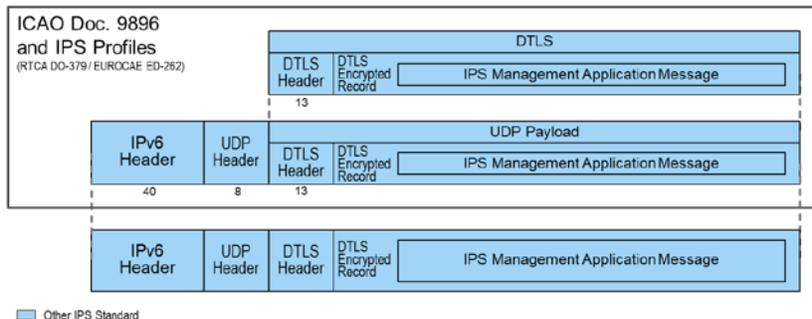 ICAO Doc. 9896
and IPS Profiles
(RTCA DO-379 / EUROCAE ED-262)
DTLS
DTLS
Header
DTLS
Encrypted
Record
IPS Management Application Message
13
IPv6
Header
UDP
Header
UDP Payload
DTLS
Header
DTLS
Encrypted
Record
IPS Management Application Message
40
8
13
IPv6
Header
UDP
Header
DTLS
Header
DTLS
Encrypted
Record
IPS Management Application Message
Other IPS Standard